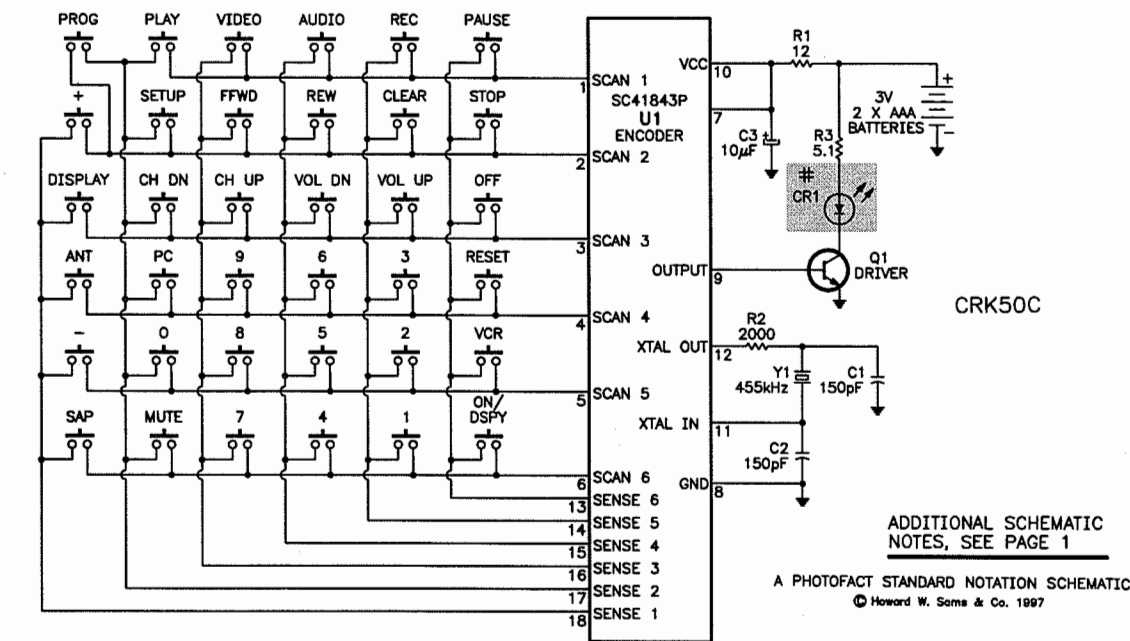 PROG PLAY VIDEO AUDIO REC PAUSE
+ SETUP FFWD REW CLEAR STOP
DISPLAY CH DN CH UP VOL DN VOL UP OFF
ANT PC 9 6 3 RESET
- 0 8 5 2 VCR
SAP MUTE 7 4 1 ON/
DSPY
1 SCAN 1
2 SCAN 2
3 SCAN 3
4 SCAN 4
5 SCAN 5
6 SCAN 6
13 SENSE 6
14 SENSE 5
15 SENSE 4
16 SENSE 3
17 SENSE 2
18 SENSE 1
SC41843P
U1
ENCODER
VCC 10
7
OUTPUT 9
XTAL OUT 12
XTAL IN 11
GND 8
R1
12
C3 +
10µF
R3
5.1
3V
2 X AAA
BATTERIES
+
-
#
CR1
Q1
DRIVER
R2
2000
Y1
455kHz
C1
150pF
C2
150pF
CRK50C
ADDITIONAL SCHEMATIC
NOTES, SEE PAGE 1
A PHOTOFACT STANDARD NOTATION SCHEMATIC
© Howard W. Sams & Co. 1997